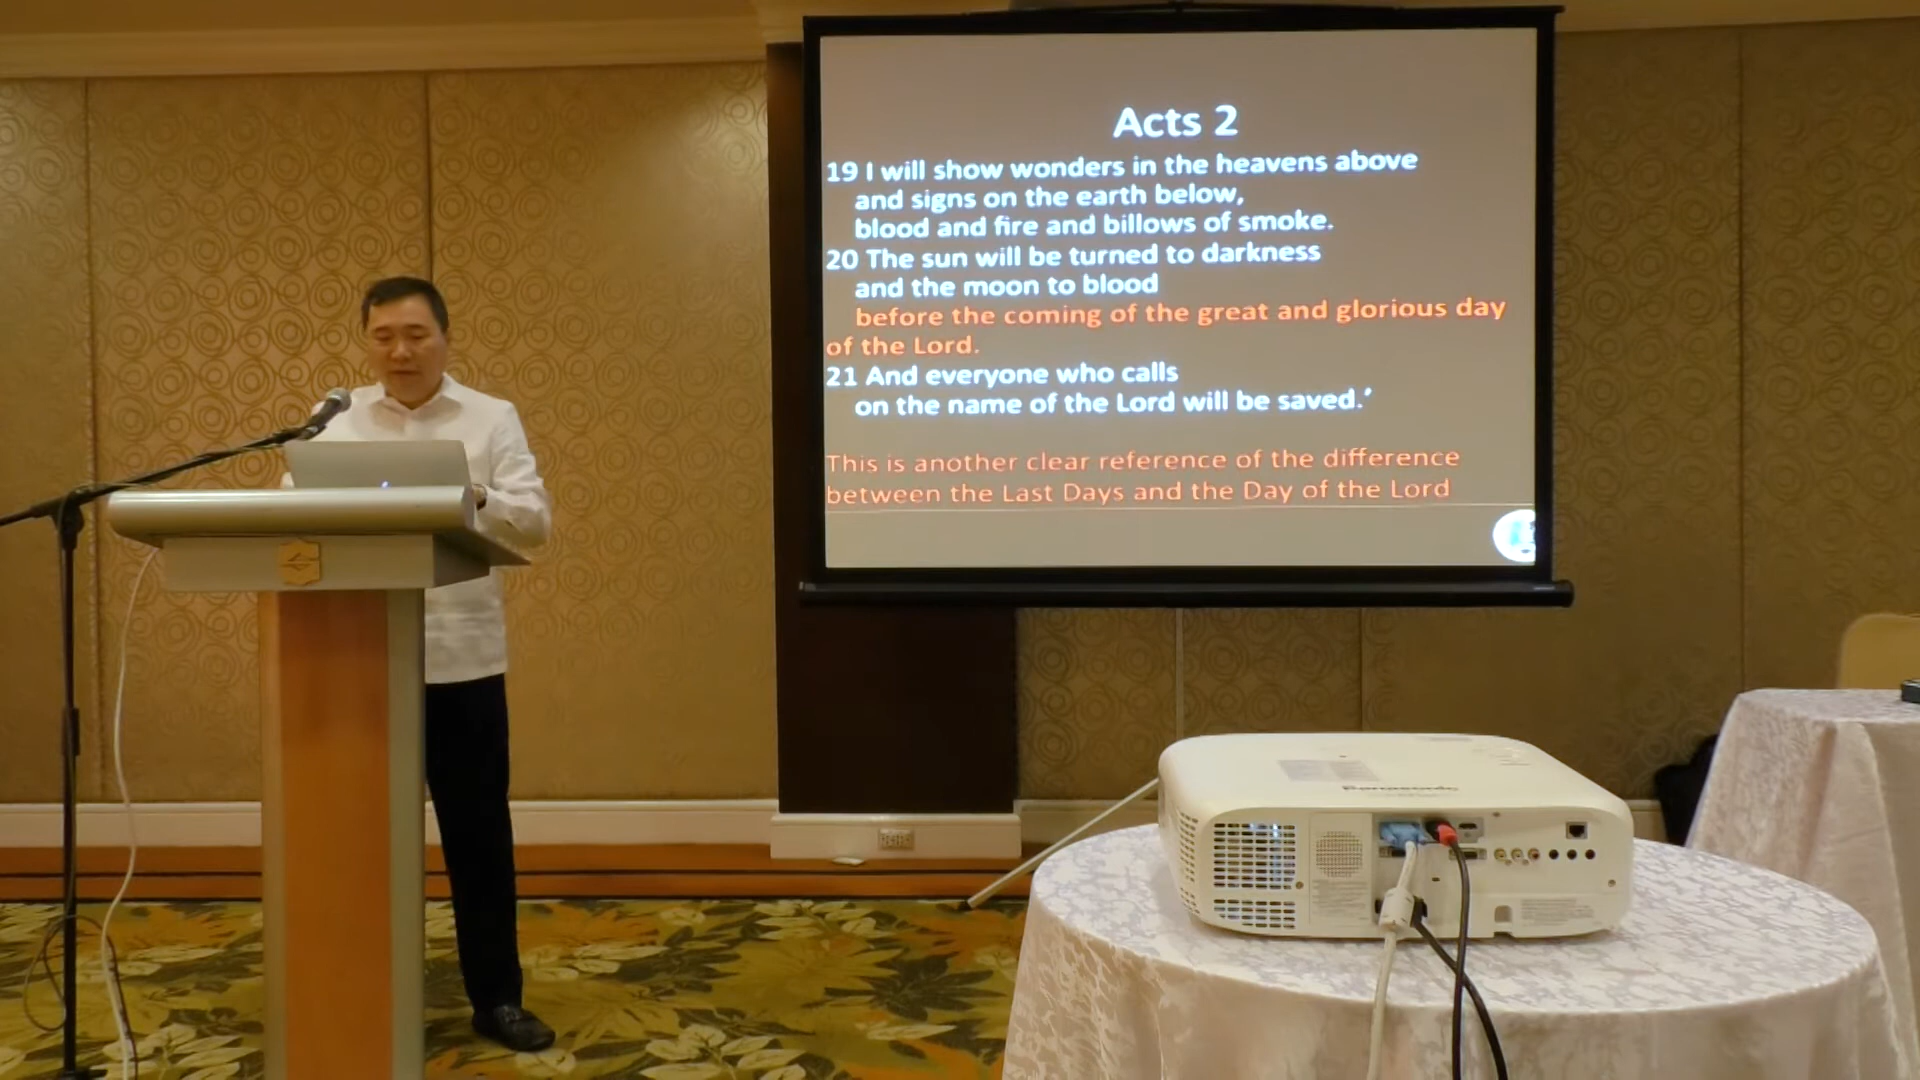 Acts 2
19 I will show wonders in the heavens above
and signs on the earth below,
blood and fire and billows of smoke.
20 The sun will be turned to darkness
and the moon to blood
before the coming of the great and glorious day
of the Lord.
21 And everyone who calls
on the name of the Lord will be saved.’
This is another clear reference of the difference
between the Last Days and the Day of the Lord
Panasonic